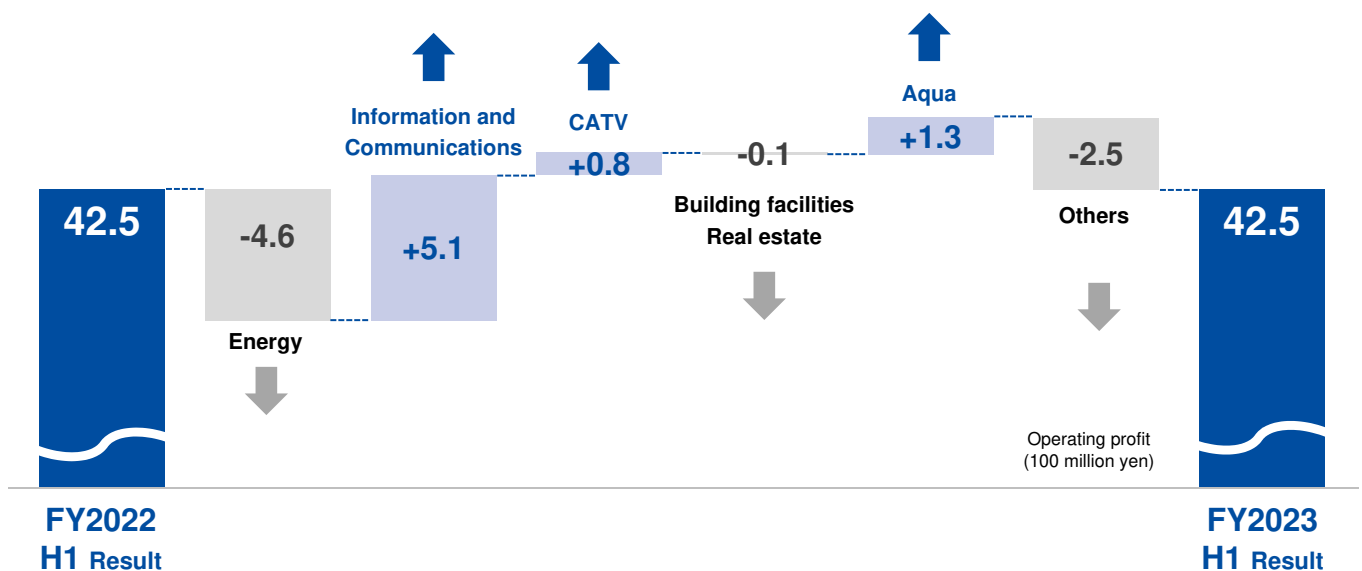 42.5
-4.6
Energy
Information and
Communications
+5.1
CATV
+0.8
-0.1
Building facilities
Real estate
Aqua
+1.3
-2.5
Others
42.5
Operating profit
(100 million yen)
FY2022
H1 Result
FY2023
H1 Result